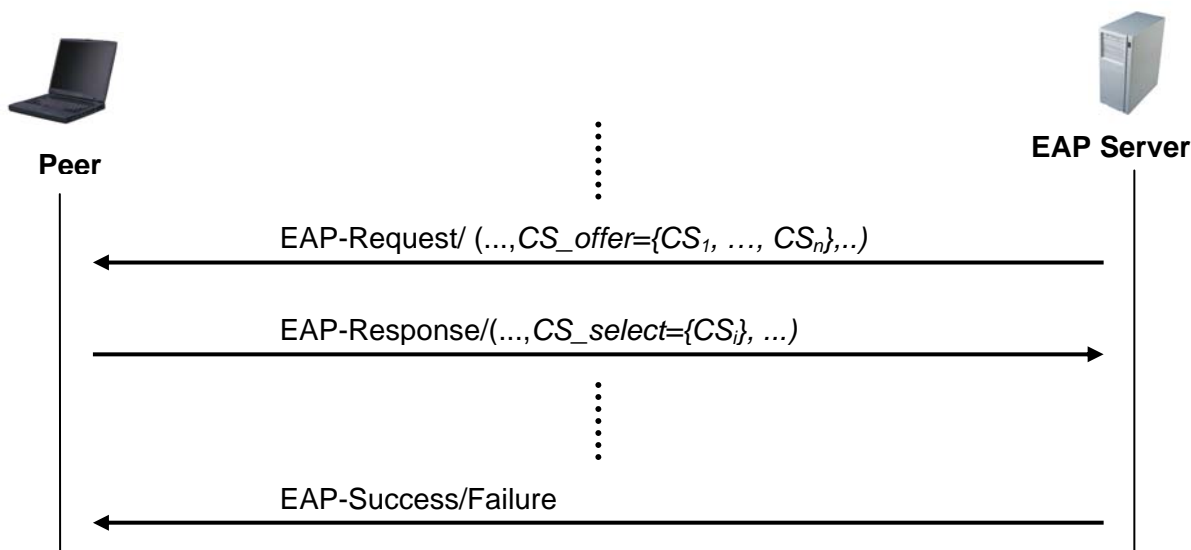 Peer
EAP Server
EAP-Request/ (...,CS_offer={CS₁, …, CSₙ},..)
EAP-Response/(...,CS_select={CSᵢ}, ...)
EAP-Success/Failure